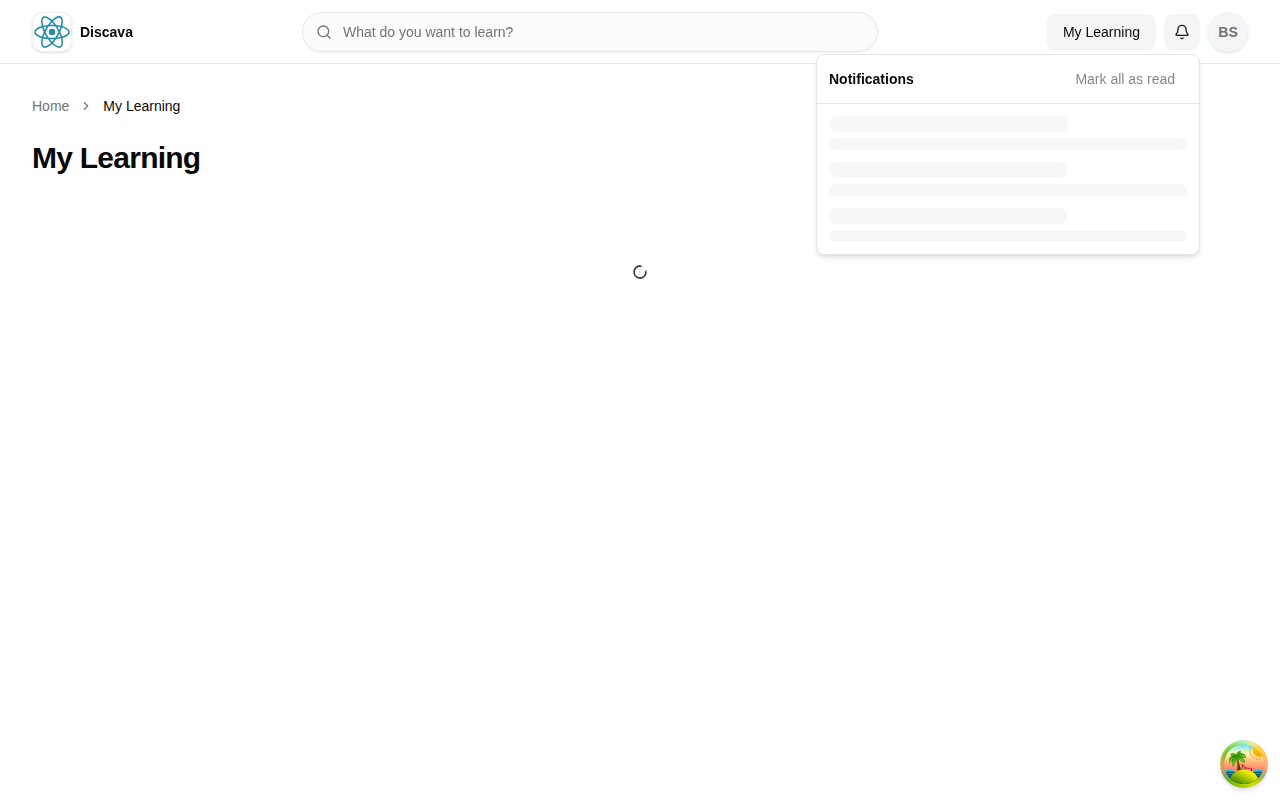 Discava
What do you want to learn?
My Learning
BS
Notifications
Mark all as read
Home
My Learning
My Learning